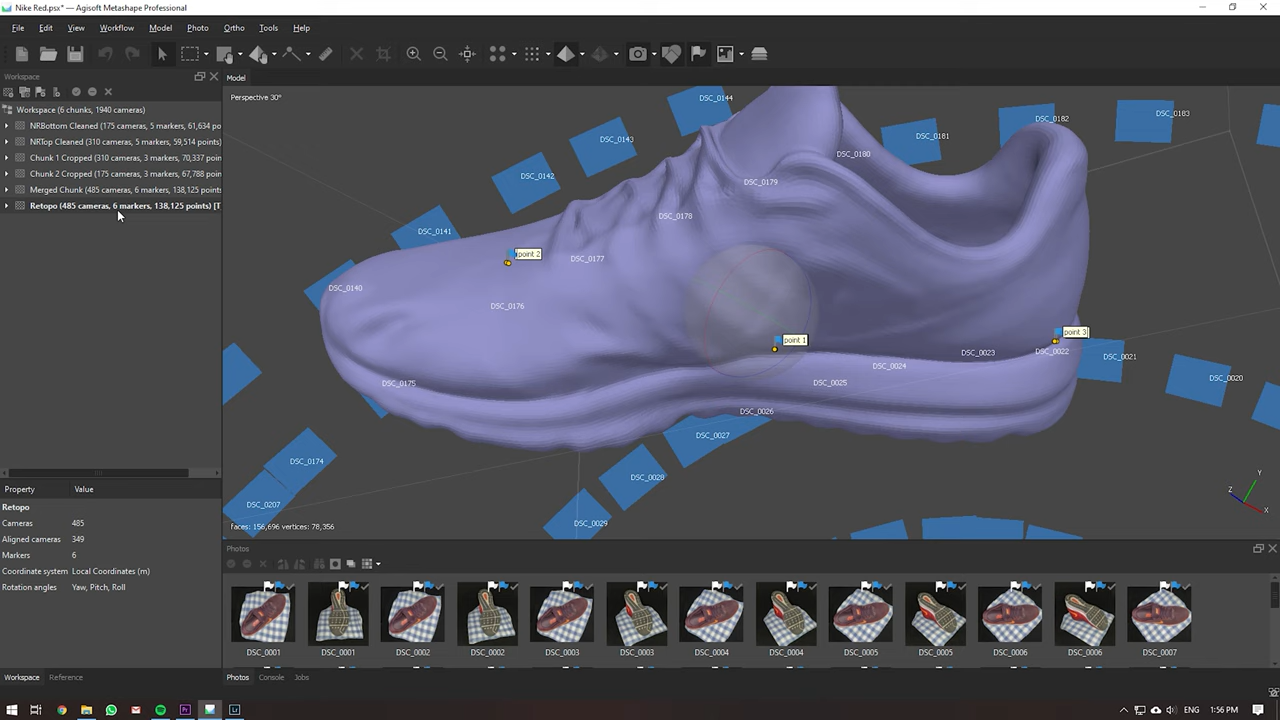 Nike Red.psx* — Agisoft Metashape Professional
File Edit View Workflow Model Photo Ortho Tools Help
Workspace
Workspace (6 chunks, 1940 cameras)
NRBottom Cleaned (175 cameras, 5 markers, 61,634 po
NRTop Cleaned (310 cameras, 5 markers, 59,514 points)
Chunk 1 Cropped (310 cameras, 3 markers, 70,337 poin
Chunk 2 Cropped (175 cameras, 3 markers, 67,788 poi
Merged Chunk (485 cameras, 6 markers, 138,125 points
Retopo (485 cameras, 6 markers, 138,125 points) [T
Property Value
Retopo
Cameras 485
Aligned cameras 349
Markers 6
Coordinate system Local Coordinates (m)
Rotation angles Yaw, Pitch, Roll
Workspace Reference
Model
Perspective 30°
DSC_0144
DSC_0183
DSC_0182
DSC_0143
DSC_0181
DSC_0180
DSC_0142
DSC_0179
DSC_0178
DSC_0141
point 2
DSC_0177
DSC_0140
DSC_0176
point 3
point 1
DSC_0022
DSC_0023
DSC_0021
DSC_0024
DSC_0020
DSC_0175
DSC_0025
DSC_0026
DSC_0027
DSC_0174
DSC_0028
DSC_0207
DSC_0029
Z Y X
faces: 156,696 vertices: 78,356
Photos
DSC_0001 DSC_0001 DSC_0002 DSC_0002 DSC_0003 DSC_0003 DSC_0004 DSC_0004 DSC_0005 DSC_0005 DSC_0006 DSC_0006 DSC_0007
Photos Console Jobs
ENG 1:56 PM